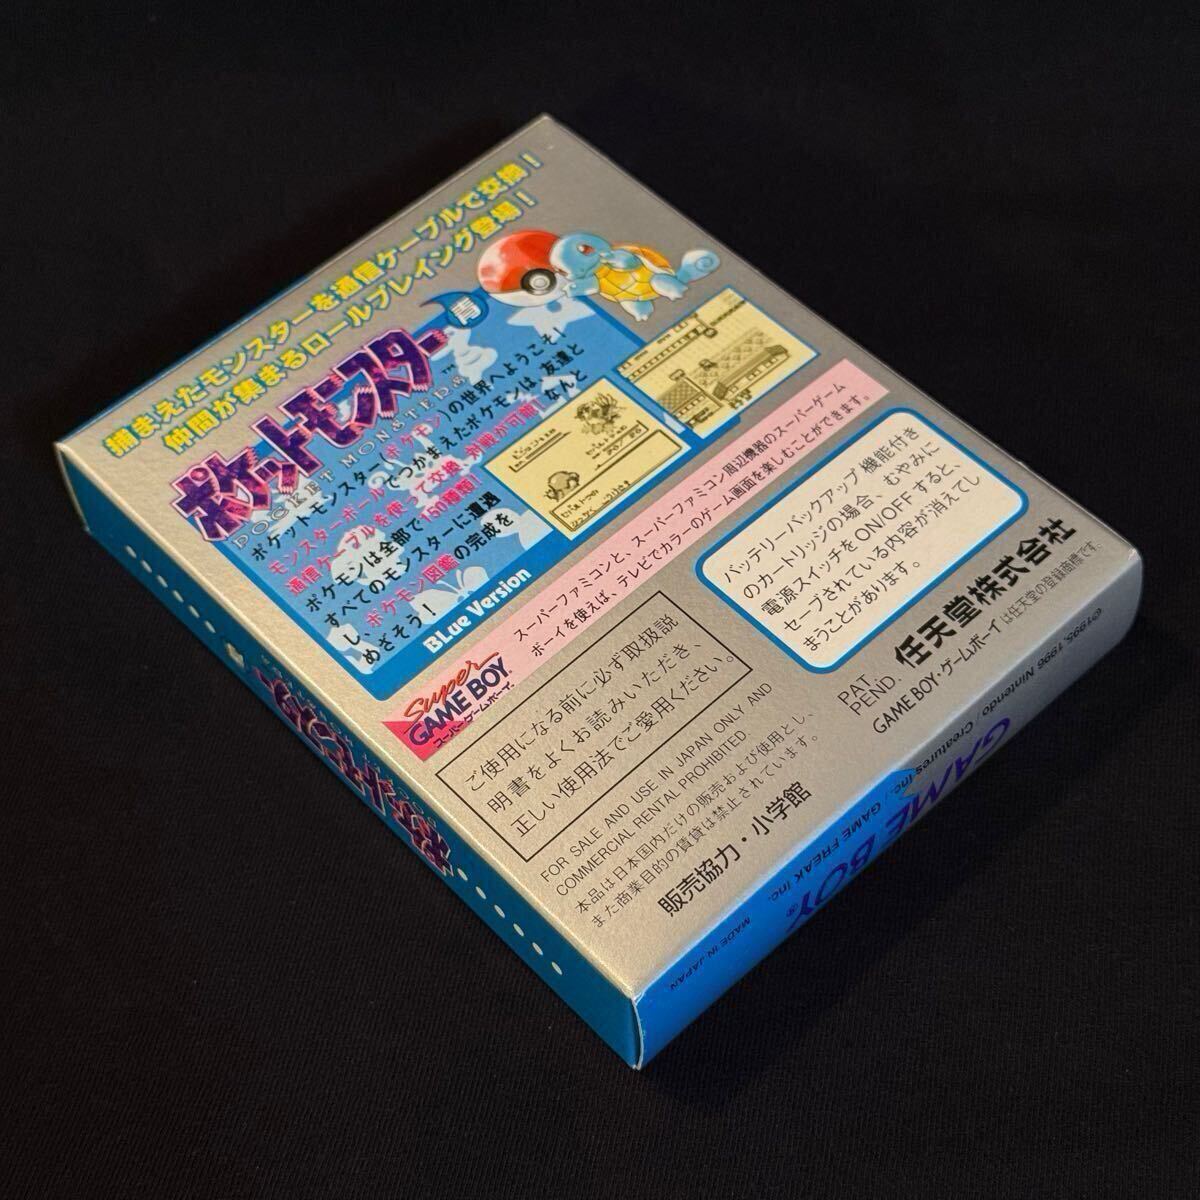 捕まえたモンスターを通信ケーブルで交換！
仲間が集まるロールプレイング登場！
ポケットモンスター
青
POCKET MONSTERS
ポケットモンスター(ポケモン)の世界へようこそ！
モンスターボールでつかまえたポケモンは、友達と
通信ケーブルを使って交換、対戦が可能！なんと
ポケモンは全部で150種類！
すべてのモンスターに遭遇
し、ポケモン図鑑の完成を
めざそう！
BLue Version
Super
GAME BOY
スーパーゲームボーイ
スーパーファミコンと、スーパーファミコン周辺機器のスーパーゲーム
ボーイを使えば、テレビでカラーのゲーム画面を楽しむことができます。
ご使用になる前に必ず取扱説
明書をよくお読みいただき、
正しい使用法でご愛用ください。
バッテリーバックアップ機能付き
のカートリッジの場合、むやみに
電源スイッチをON/OFFすると、
セーブされている内容が消えてし
まうことがあります。
FOR SALE AND USE IN JAPAN ONLY AND
COMMERCIAL RENTAL PROHIBITED
本品は日本国内だけの販売および使用とし、
また商業目的の賃貸は禁止されています。
販売協力・小学館
PAT.
PEND.
任天堂株式会社
GAME BOY・ゲームボーイは任天堂の登録商標です。
©1995, 1996 Nintendo / Creatures inc. / GAME FREAK inc.
GAME BOY®
MADE IN JAPAN
ポケットモンスター